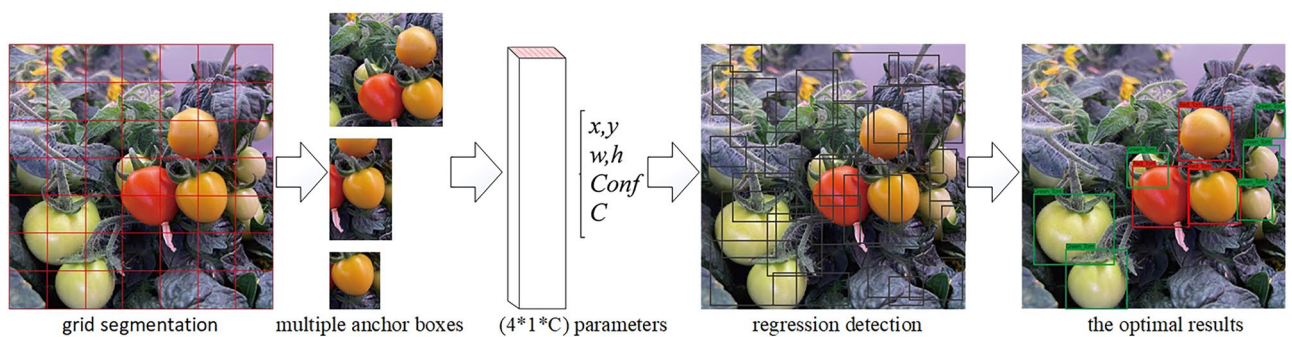 x,y
w,h
Conf
C
grid segmentation
multiple anchor boxes
(4*1*C) parameters
regression detection
the optimal results